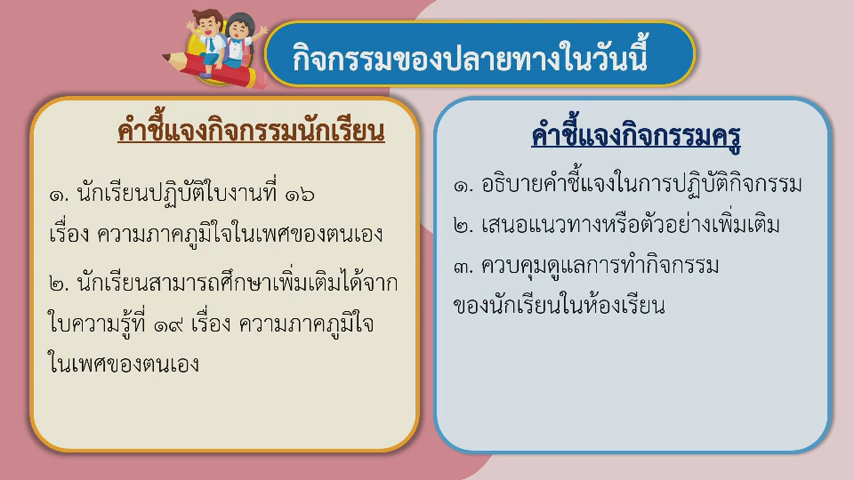 กิจกรรมของปลายทางในวันนี้
คำชี้แจงกิจกรรมนักเรียน
๑. นักเรียนปฏิบัติใบงานที่ ๑๖
เรื่อง ความภาคภูมิใจในเพศของตนเอง
๒. นักเรียนสามารถศึกษาเพิ่มเติมได้จาก
ใบความรู้ที่ ๑๙ เรื่อง ความภาคภูมิใจ
ในเพศของตนเอง
คำชี้แจงกิจกรรมครู
๑. อธิบายคำชี้แจงในการปฏิบัติกิจกรรม
๒. เสนอแนวทางหรือตัวอย่างเพิ่มเติม
๓. ควบคุมดูแลการทำกิจกรรม
ของนักเรียนในห้องเรียน